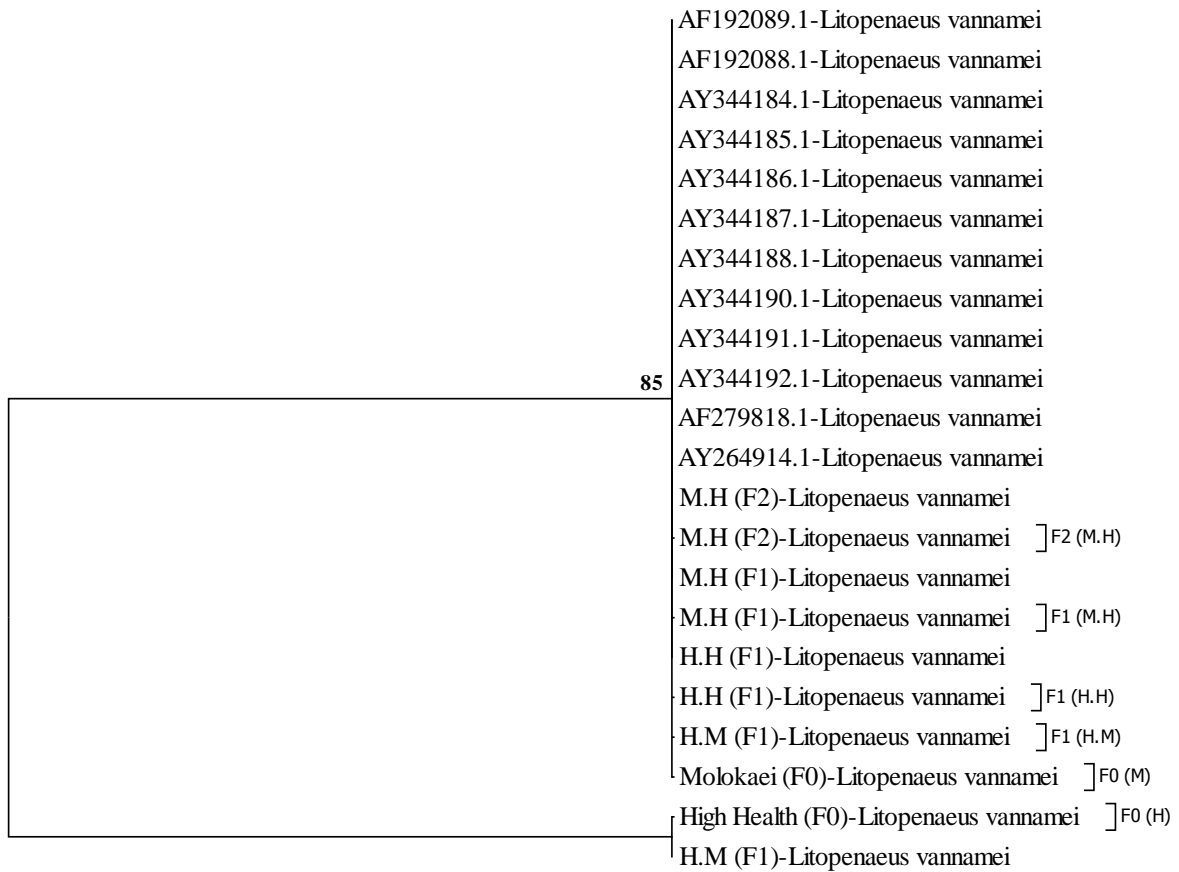 AF192089.1-Litopenaeus vannamei
AF192088.1-Litopenaeus vannamei
AY344184.1-Litopenaeus vannamei
AY344185.1-Litopenaeus vannamei
AY344186.1-Litopenaeus vannamei
AY344187.1-Litopenaeus vannamei
AY344188.1-Litopenaeus vannamei
AY344190.1-Litopenaeus vannamei
AY344191.1-Litopenaeus vannamei
85 AY344192.1-Litopenaeus vannamei
AF279818.1-Litopenaeus vannamei
AY264914.1-Litopenaeus vannamei
M.H (F2)-Litopenaeus vannamei
M.H (F2)-Litopenaeus vannamei F2 (M.H)
M.H (F1)-Litopenaeus vannamei
M.H (F1)-Litopenaeus vannamei F1 (M.H)
H.H (F1)-Litopenaeus vannamei
H.H (F1)-Litopenaeus vannamei F1 (H.H)
H.M (F1)-Litopenaeus vannamei F1 (H.M)
Molokaei (F0)-Litopenaeus vannamei F0 (M)
High Health (F0)-Litopenaeus vannamei F0 (H)
H.M (F1)-Litopenaeus vannamei